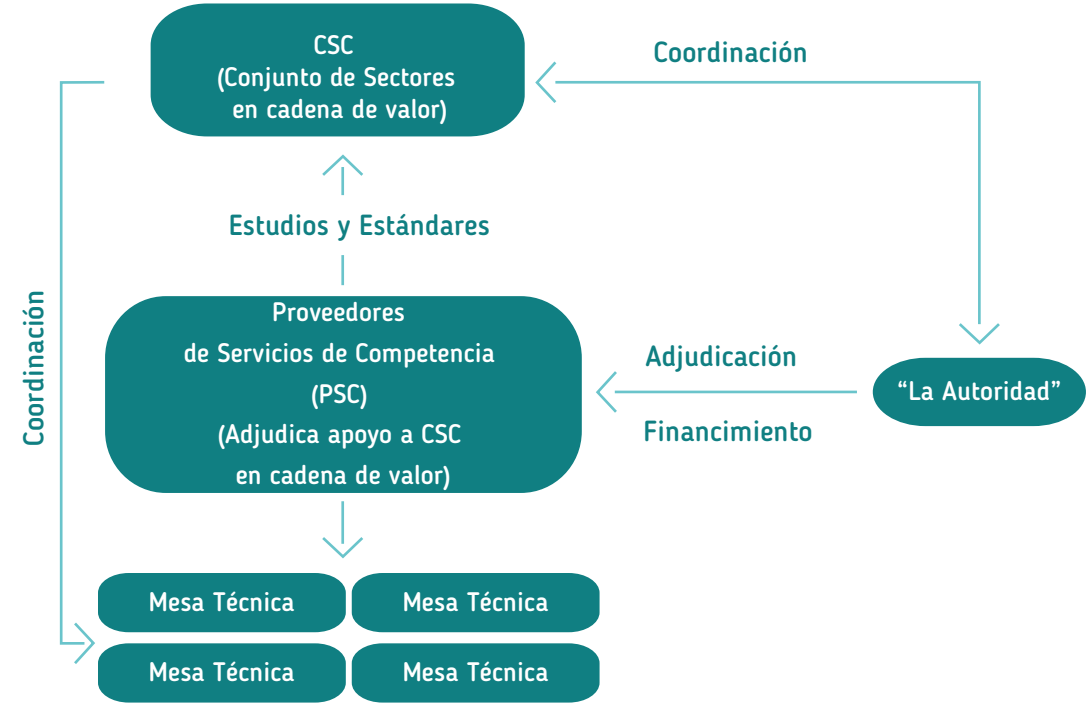 CSC
(Conjunto de Sectores
en cadena de valor)
Coordinación
Estudios y Estándares
Coordinación
Proveedores
de Servicios de Competencia
(PSC)
(Adjudica apoyo a CSC
en cadena de valor)
Adjudicación
Financimiento
“La Autoridad”
Mesa Técnica
Mesa Técnica
Mesa Técnica
Mesa Técnica